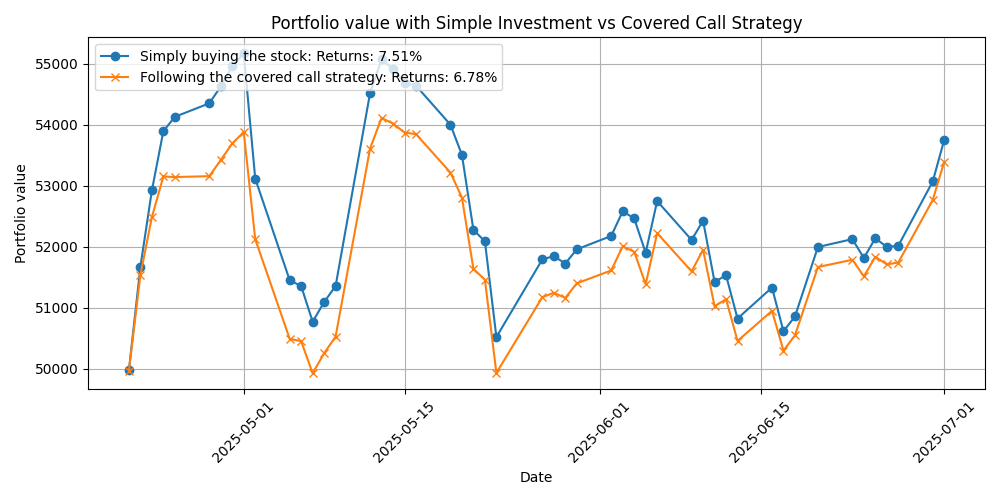 Portfolio value with Simple Investment vs Covered Call Strategy
Simply buying the stock: Returns: 7.51%
Following the covered call strategy: Returns: 6.78%
Portfolio value
55000
54000
53000
52000
51000
50000
2025-05-01
2025-05-15
2025-06-01
2025-06-15
2025-07-01
Date